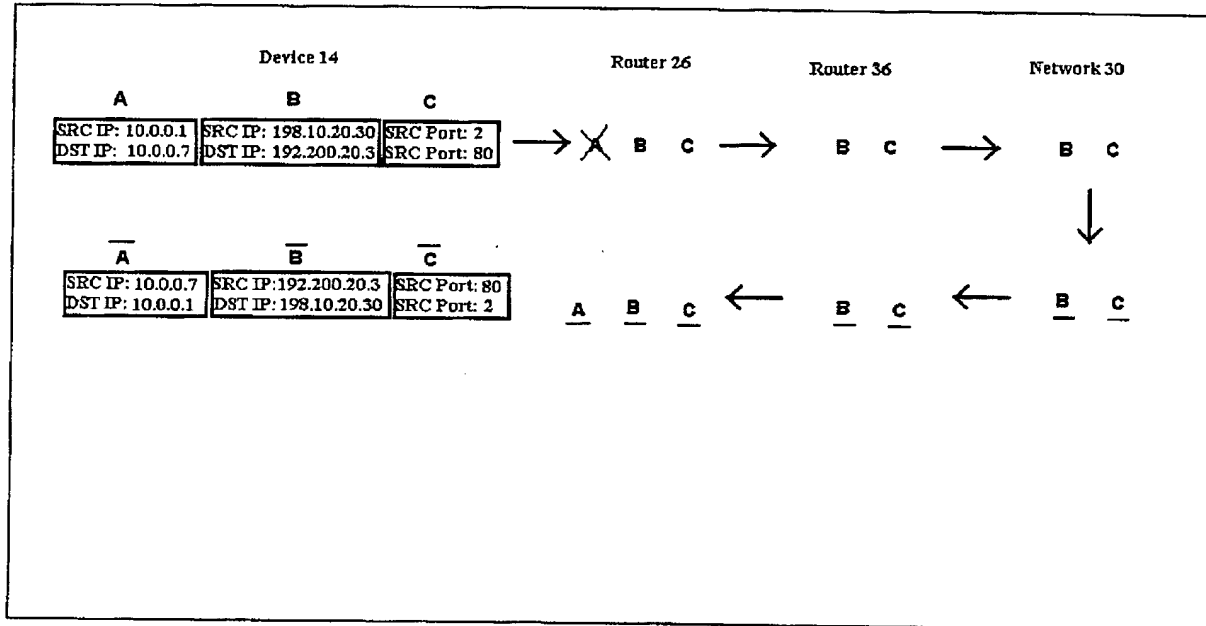 Device 14 Router 26 Router 36 Network 30
A B C
SRC IP: 10.0.0.1 SRC IP: 198.10.20.30 SRC Port: 2
DST IP: 10.0.0.7 DST IP: 192.200.20.3 SRC Port: 80
A B C B C B C
A B C
SRC IP: 10.0.0.7 SRC IP:192.200.20.3 SRC Port: 80
DST IP: 10.0.0.1 DST IP:198.10.20.30 SRC Port: 2
A B C B C B C